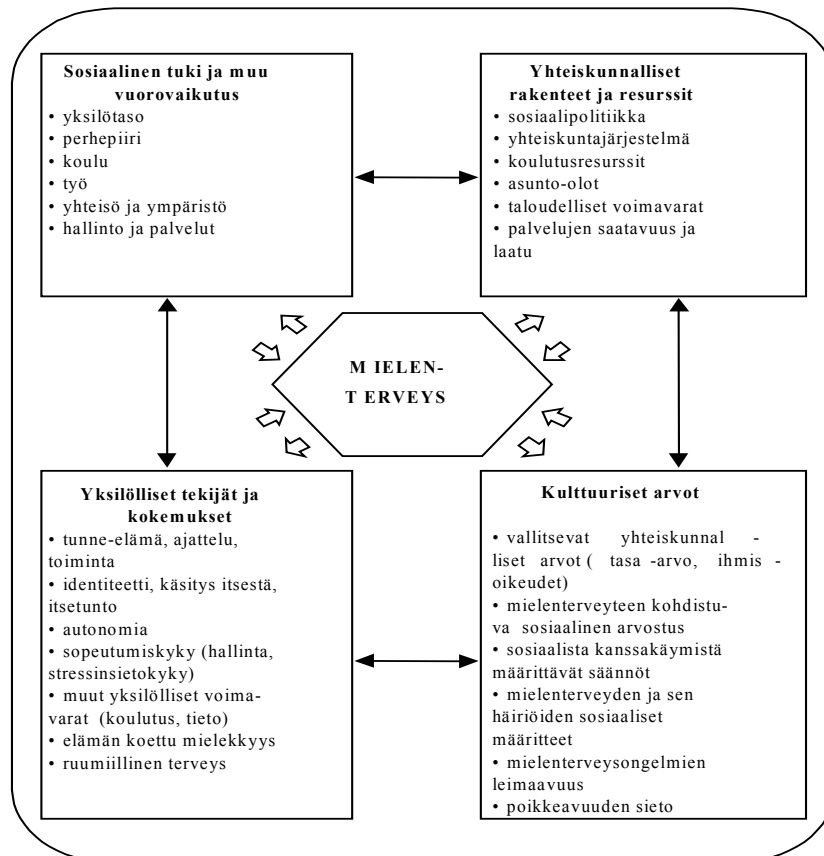 Sosiaalinen tuki ja muu
vuorovaikutus
• yksilötaso
• perhepiiri
• koulu
• työ
• yhteisö ja ympäristö
• hallinto ja palvelut
Yhteiskunnalliset
rakenteet ja resurssit
• sosiaalipolitiikka
• yhteiskuntajärjestelmä
• koulutusresurssit
• asunto-olot
• taloudelliset voimavarat
• palvelujen saatavuus ja
laatu
MIELEN-
TERVEYS
Yksilölliset tekijät ja
kokemukset
• tunne-elämä, ajattelu,
toiminta
• identiteetti, käsitys itsestä,
itsetunto
• autonomia
• sopeutumiskyky (hallinta,
stressinsietokyky)
• muut yksilölliset voima-
varat (koulutus, tieto)
• elämän koettu mielekkyys
• ruumiillinen terveys
Kulttuuriset arvot
• vallitsevat yhteiskunnal -
liset arvot ( tasa -arvo, ihmis -
oikeudet)
• mielenterveyteen kohdistu-
va sosiaalinen arvostus
• sosiaalista kanssakäymistä
määrittävät säännöt
• mielenterveyden ja sen
häiriöiden sosiaaliset
määritteet
• mielenterveysongelmien
leimaavuus
• poikkeavuuden sieto